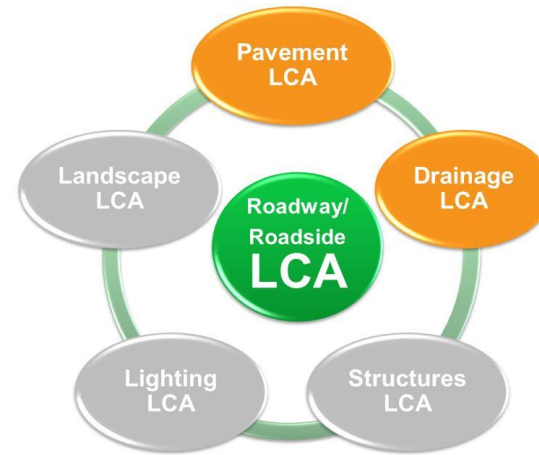 Pavement
LCA
Landscape
LCA
Drainage
LCA
Roadway/
Roadside
LCA
Lighting
LCA
Structures
LCA